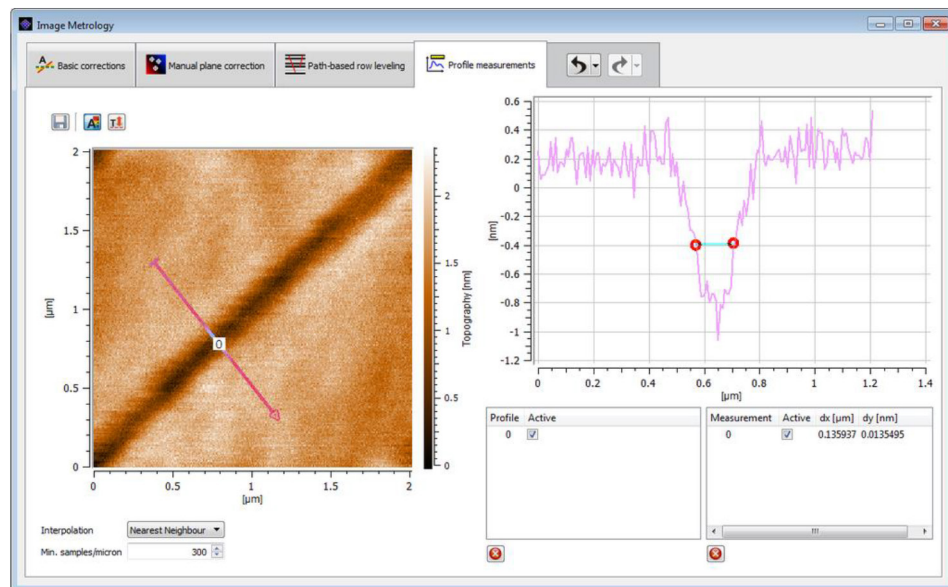 Image Metrology
Basic corrections
Manual plane correction
Path-based row leveling
Profile measurements
A
T
2
1.5
1
0.5
0
[µm]
0
0.5
1
1.5
2
[µm]
2
1.5
1
0.5
0
Topography [nm]
0
0.6
0.4
0.2
0
-0.2
-0.4
-0.6
-0.8
-1
-1.2
[nm]
0
0.2
0.4
0.6
0.8
1
1.2
1.4
[µm]
Profile Active
0
Measurement Active dx [µm] dy [nm]
0 0.135937 0.0135495
Interpolation Nearest Neighbour
Min. samples/micron 300